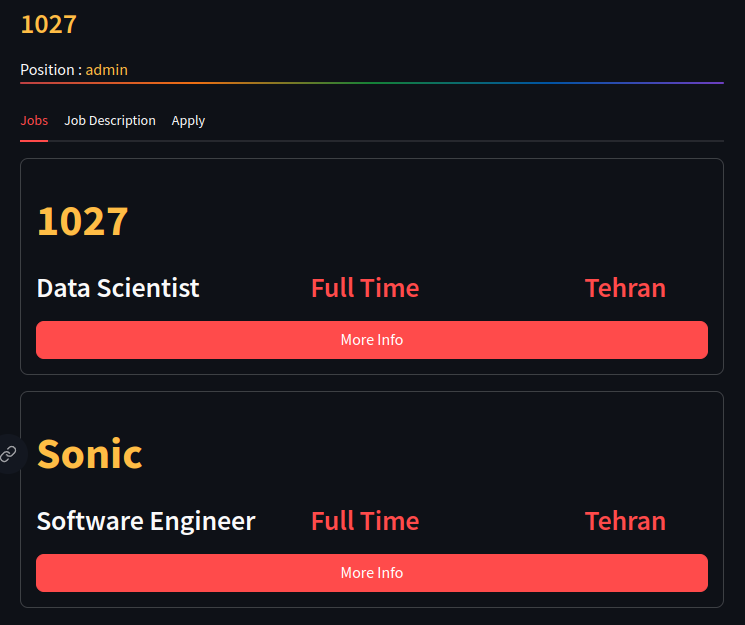 1027
Position : admin
Jobs Job Description Apply
1027
Data Scientist Full Time Tehran
More Info
Sonic
Software Engineer Full Time Tehran
More Info